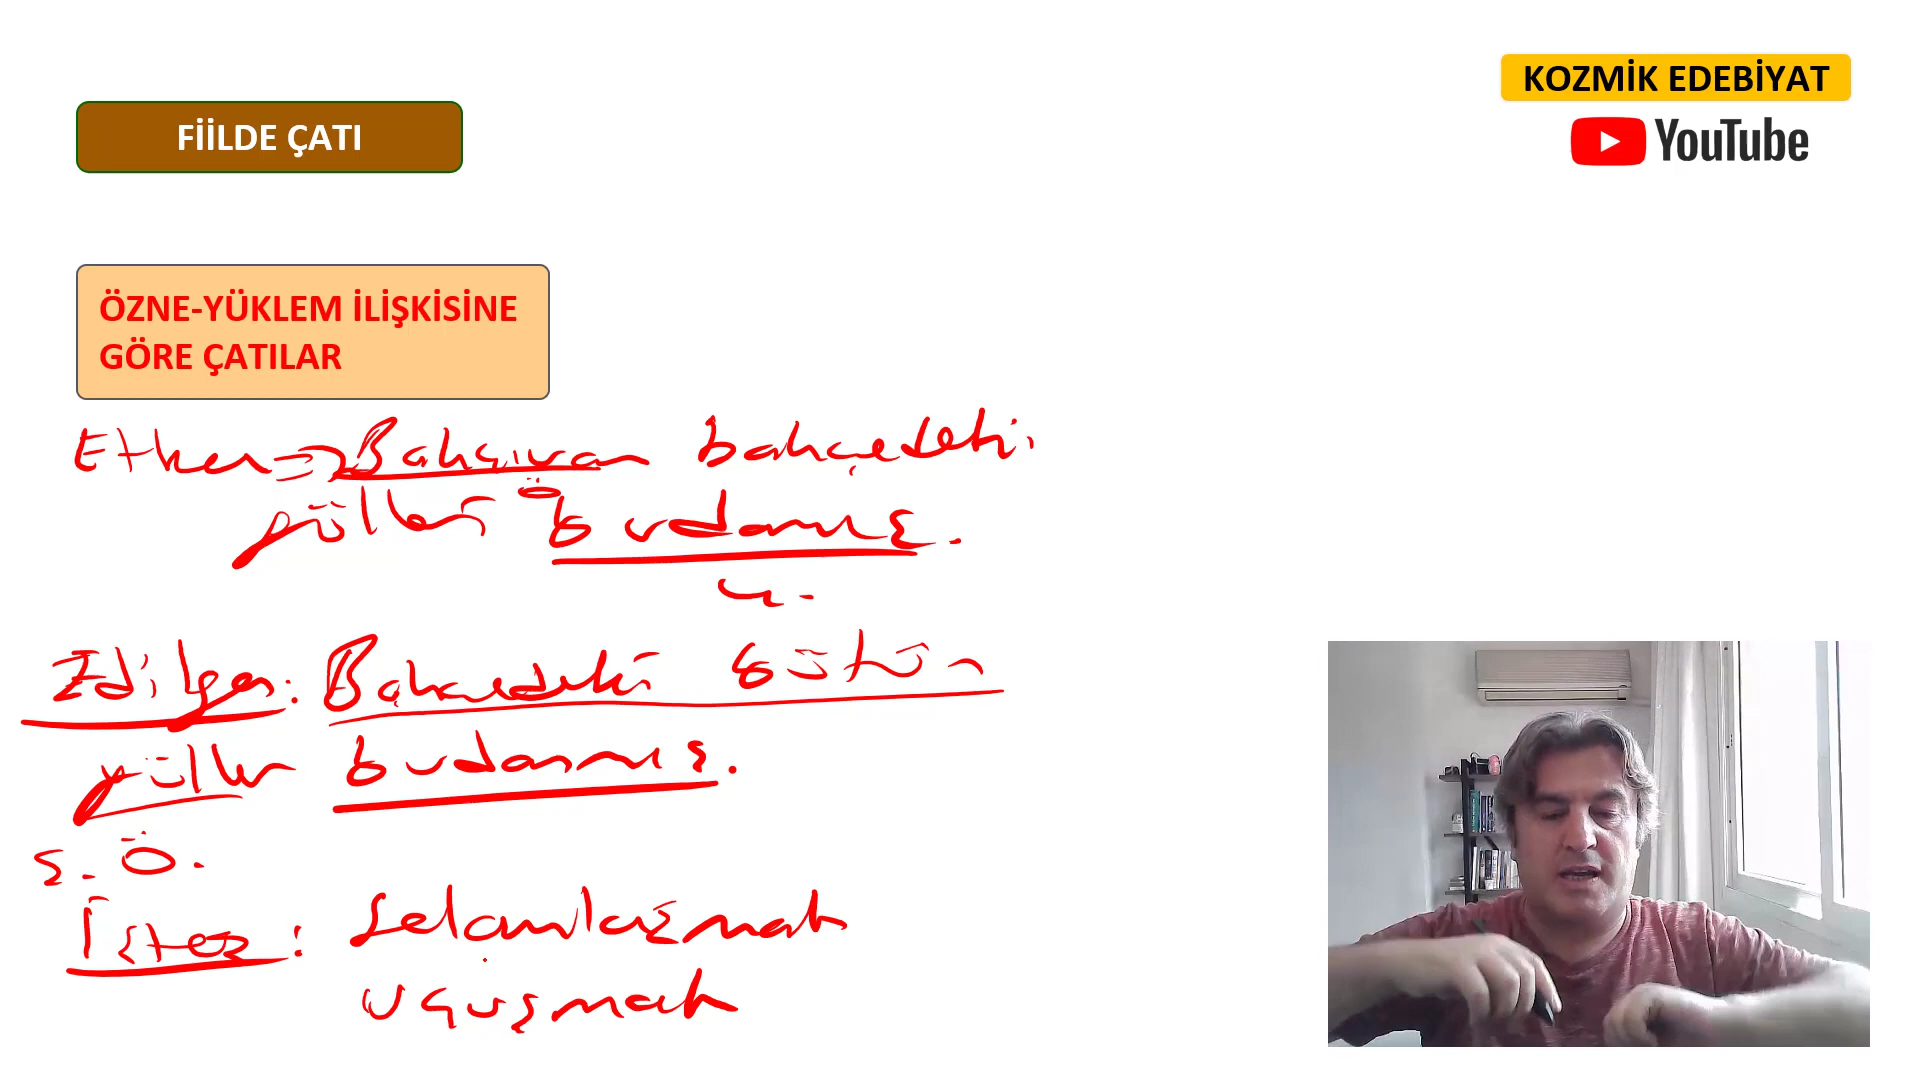 KOZMİK EDEBİYAT
YouTube
FİİLDE ÇATI
ÖZNE-YÜKLEM İLİŞKİSİNE
GÖRE ÇATILAR
Etken => Bahçıvan bahçedeki
gülleri budamış.
Ö
Y.
Edilgen: Bahçedeki bütün
güller budanmış.
S. Ö.
İşteş: selamlaşmak
uçuşmak